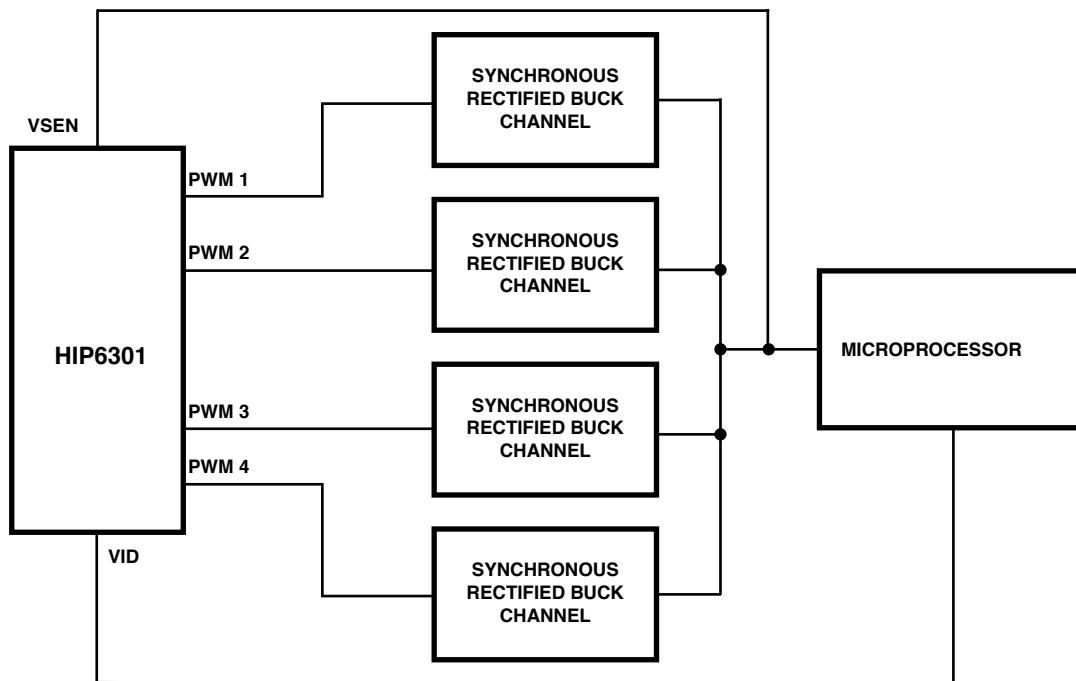 SYNCHRONOUS
RECTIFIED BUCK
CHANNEL
VSEN
PWM 1
SYNCHRONOUS
RECTIFIED BUCK
CHANNEL
PWM 2
HIP6301
MICROPROCESSOR
SYNCHRONOUS
RECTIFIED BUCK
CHANNEL
PWM 3
PWM 4
VID
SYNCHRONOUS
RECTIFIED BUCK
CHANNEL